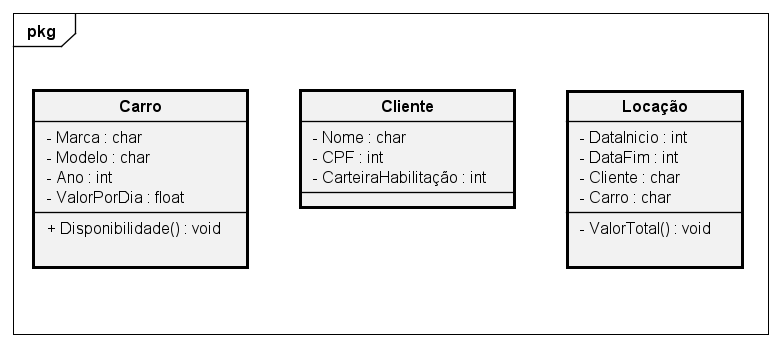 pkg
Carro
- Marca : char
- Modelo : char
- Ano : int
- ValorPorDia : float
+ Disponibilidade() : void
Cliente
- Nome : char
- CPF : int
- CarteiraHabilitação : int
Locação
- DataInicio : int
- DataFim : int
- Cliente : char
- Carro : char
- ValorTotal() : void